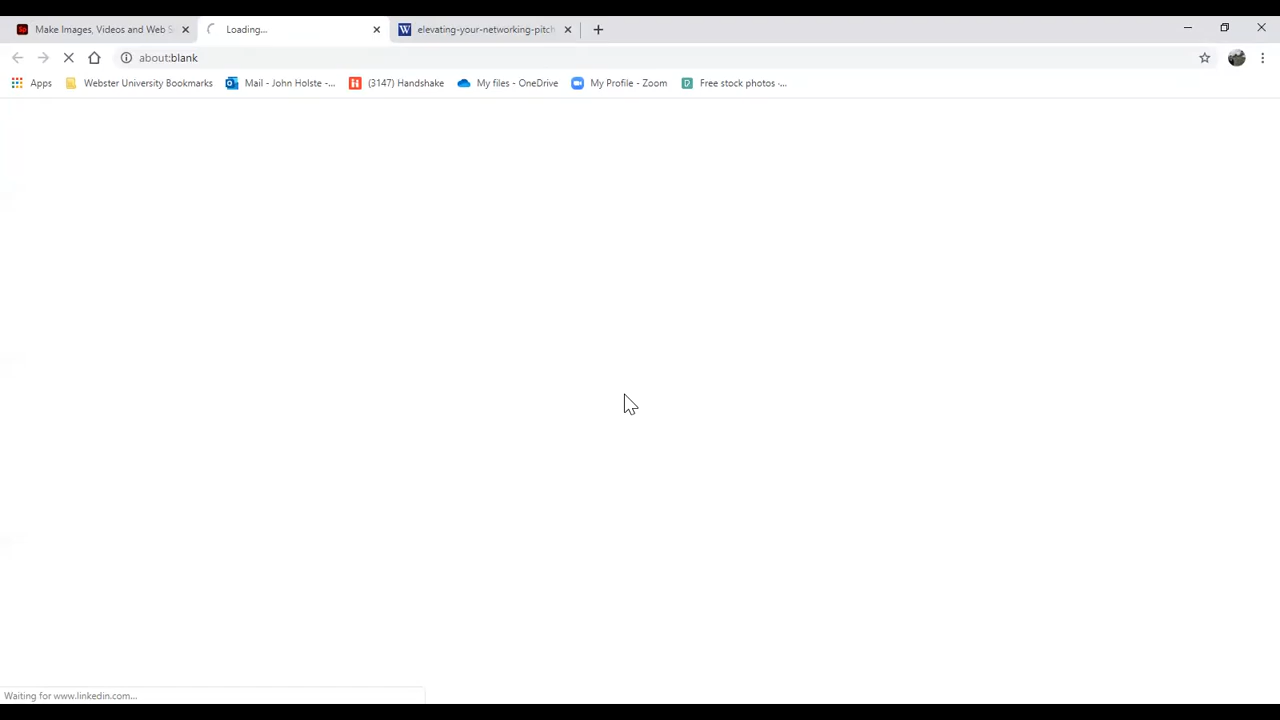 Make Images, Videos and Web S
Loading...
elevating-your-networking-pitch
about:blank
Apps
Webster University Bookmarks
Mail - John Holste -...
(3147) Handshake
My files - OneDrive
My Profile - Zoom
Free stock photos ·...
Waiting for www.linkedin.com...